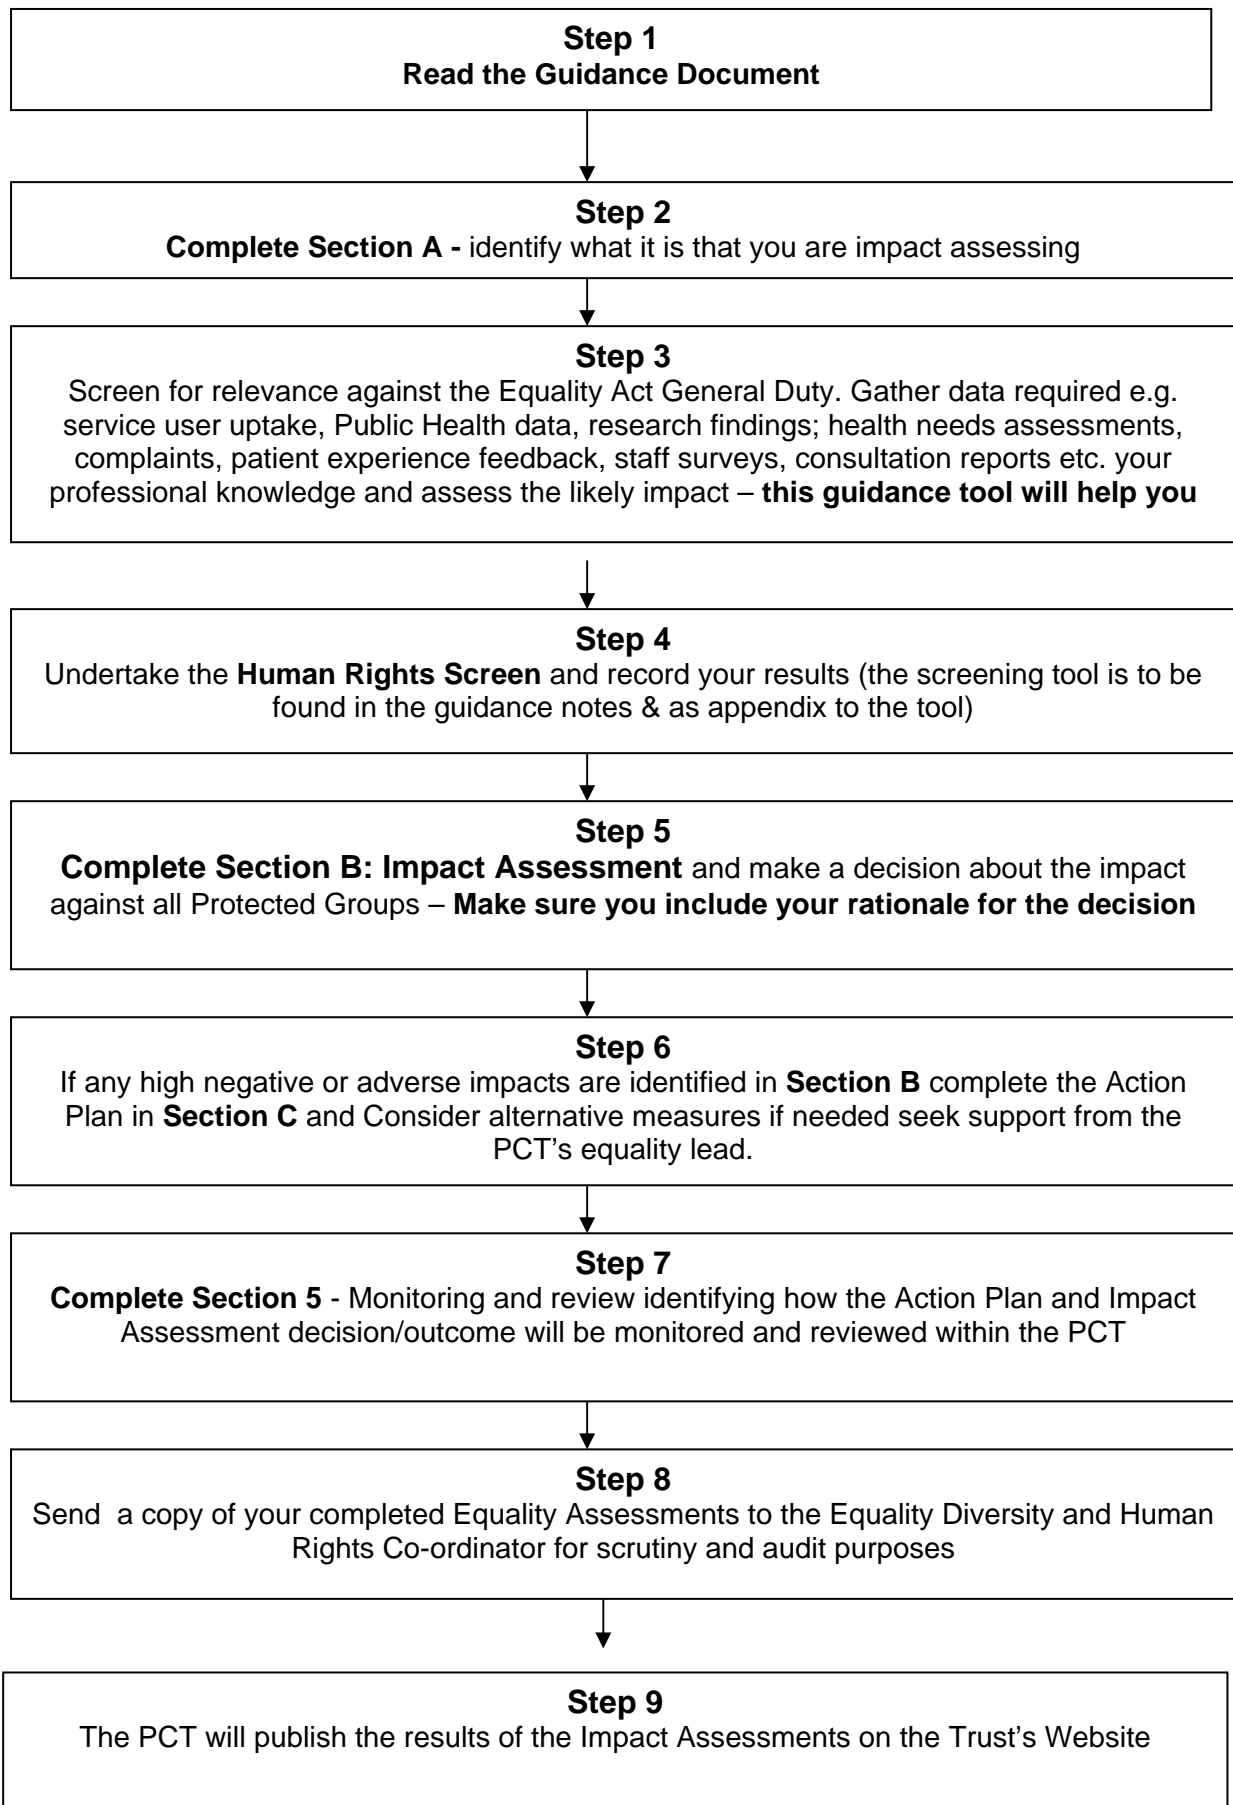 Step 1
Read the Guidance Document
Step 2
Complete Section A - identify what it is that you are impact assessing
Step 3
Screen for relevance against the Equality Act General Duty. Gather data required e.g.
service user uptake, Public Health data, research findings; health needs assessments,
complaints, patient experience feedback, staff surveys, consultation reports etc. your
professional knowledge and assess the likely impact – this guidance tool will help you
Step 4
Undertake the Human Rights Screen and record your results (the screening tool is to be
found in the guidance notes & as appendix to the tool)
Step 5
Complete Section B: Impact Assessment and make a decision about the impact
against all Protected Groups – Make sure you include your rationale for the decision
Step 6
If any high negative or adverse impacts are identified in Section B complete the Action
Plan in Section C and Consider alternative measures if needed seek support from the
PCT’s equality lead.
Step 7
Complete Section 5 - Monitoring and review identifying how the Action Plan and Impact
Assessment decision/outcome will be monitored and reviewed within the PCT
Step 8
Send a copy of your completed Equality Assessments to the Equality Diversity and Human
Rights Co-ordinator for scrutiny and audit purposes
Step 9
The PCT will publish the results of the Impact Assessments on the Trust’s Website